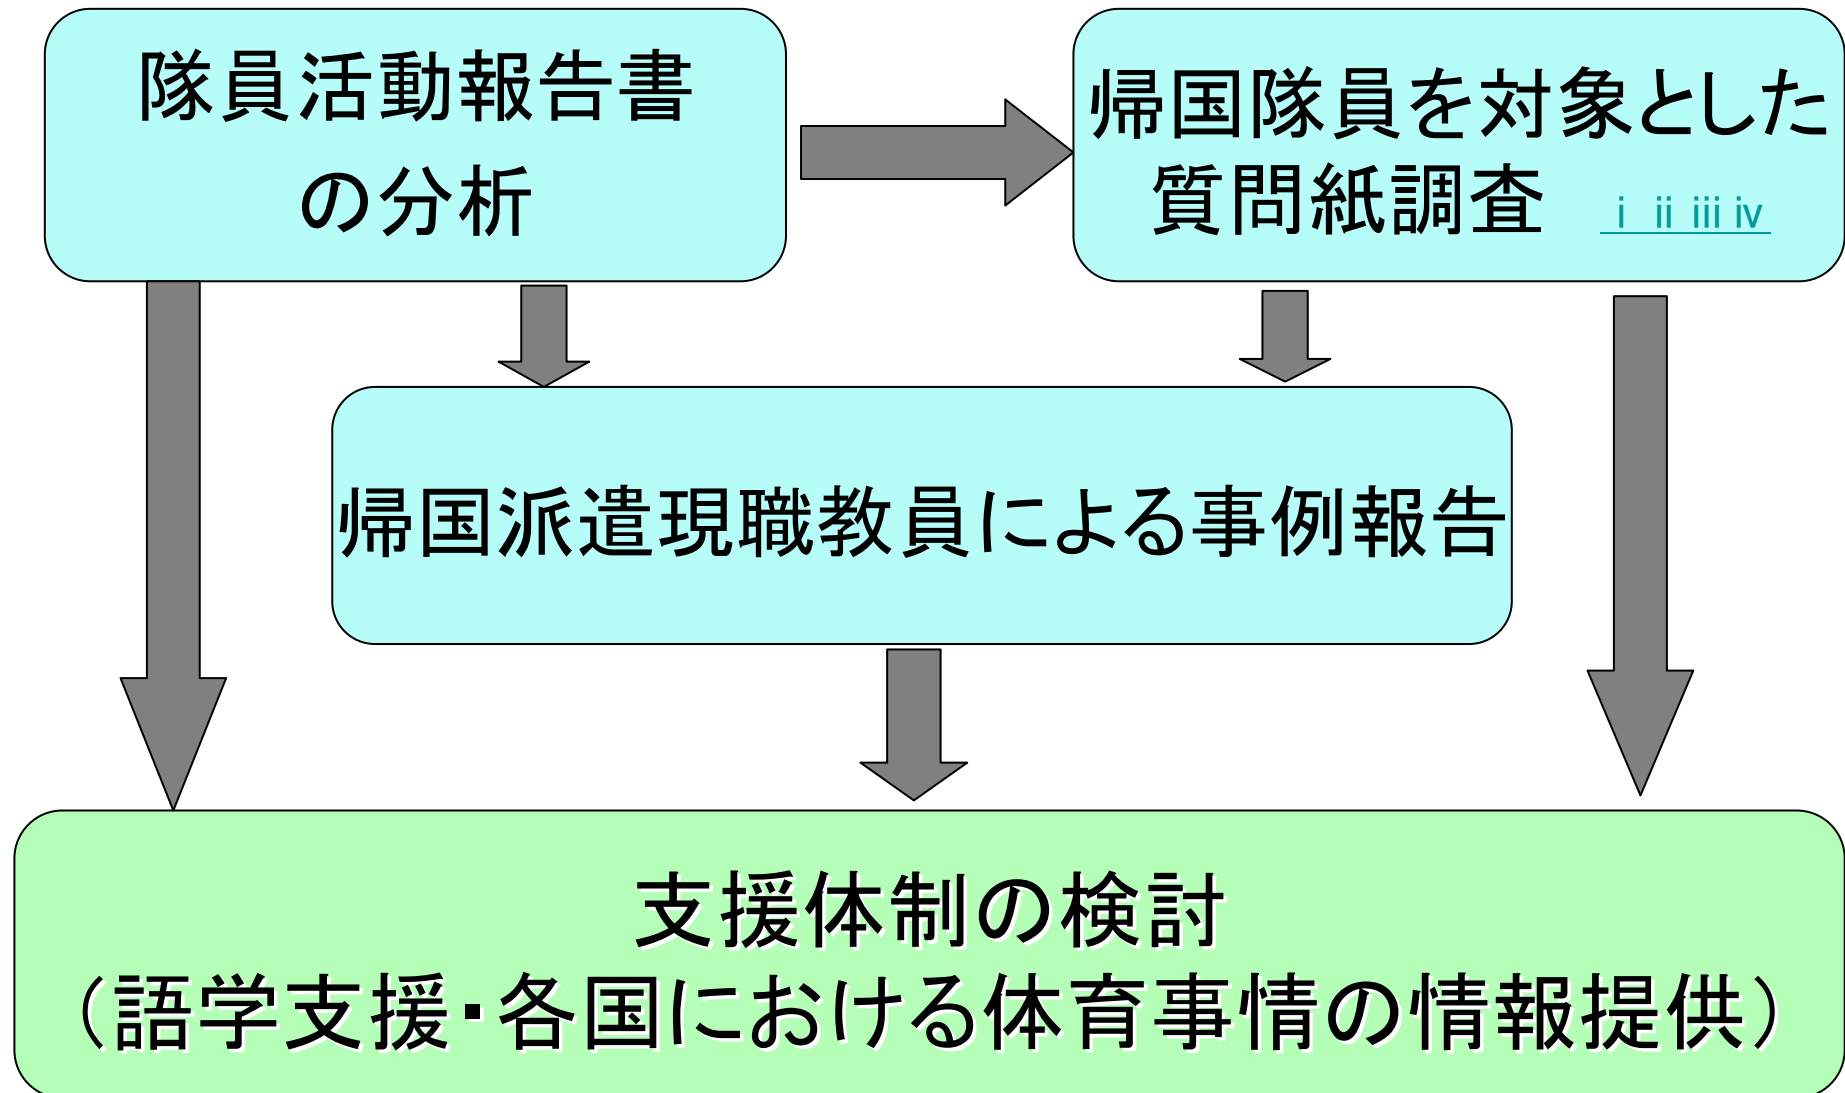 隊員活動報告書
の分析
帰国隊員を対象とした
質問紙調査 ⅰ ⅱ ⅲ ⅳ
帰国派遣現職教員による事例報告
支援体制の検討
（語学支援・各国における体育事情の情報提供）